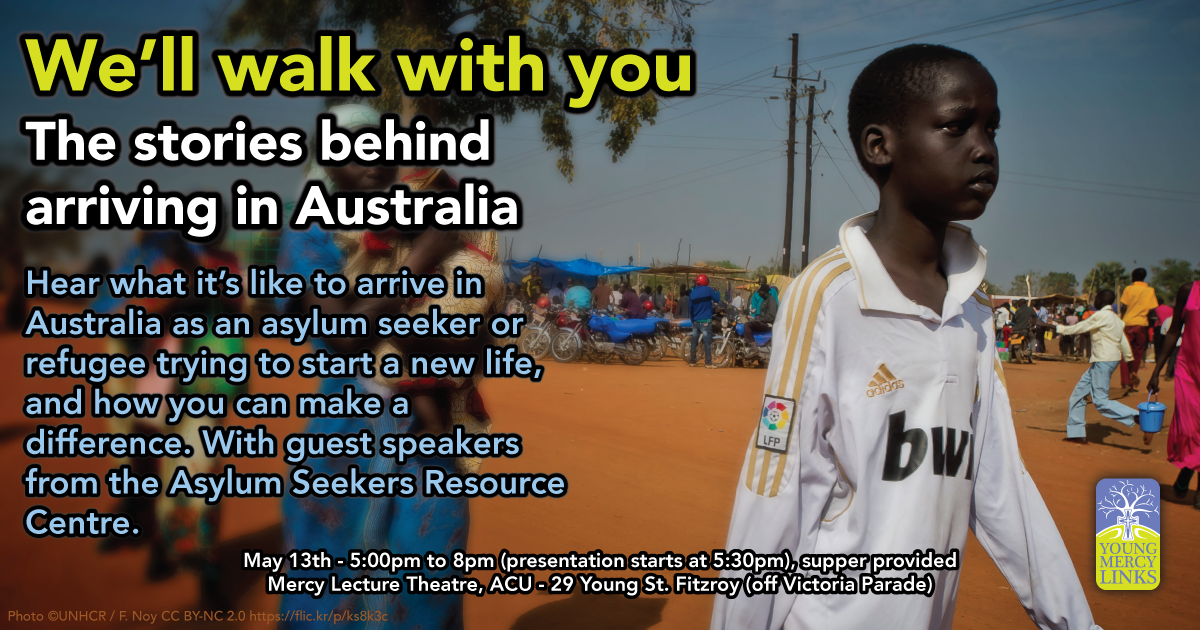 We'll walk with you
The stories behind
arriving in Australia
Hear what it's like to arrive in
Australia as an asylum seeker or
refugee trying to start a new life,
and how you can make a
difference. With guest speakers
from the Asylum Seekers Resource
Centre.
adidas
LFP
bwi
May 13th - 5:00pm to 8pm (presentation starts at 5:30pm), supper provided
Mercy Lecture Theatre, ACU - 29 Young St. Fitzroy (off Victoria Parade)
YOUNG
MERCY
LINKS
Photo ©UNHCR / F. Noy CC BY-NC 2.0 https://flic.kr/p/ks8k3c